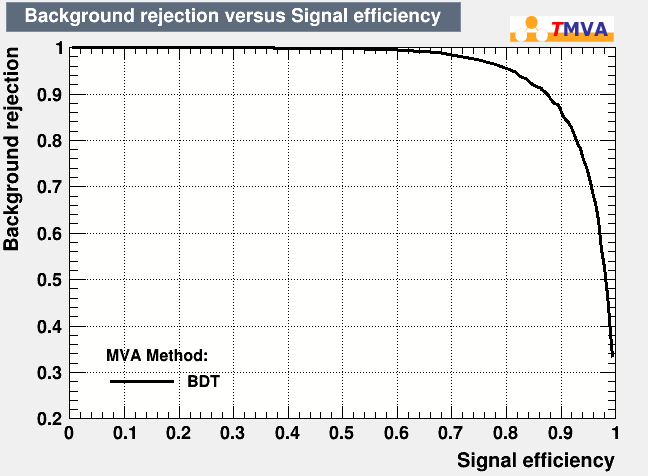 Background rejection versus Signal efficiency
TMVA
Background rejection
1
0.9
0.8
0.7
0.6
0.5
0.4
0.3
0.2
MVA Method:
BDT
0 0.1 0.2 0.3 0.4 0.5 0.6 0.7 0.8 0.9 1
Signal efficiency